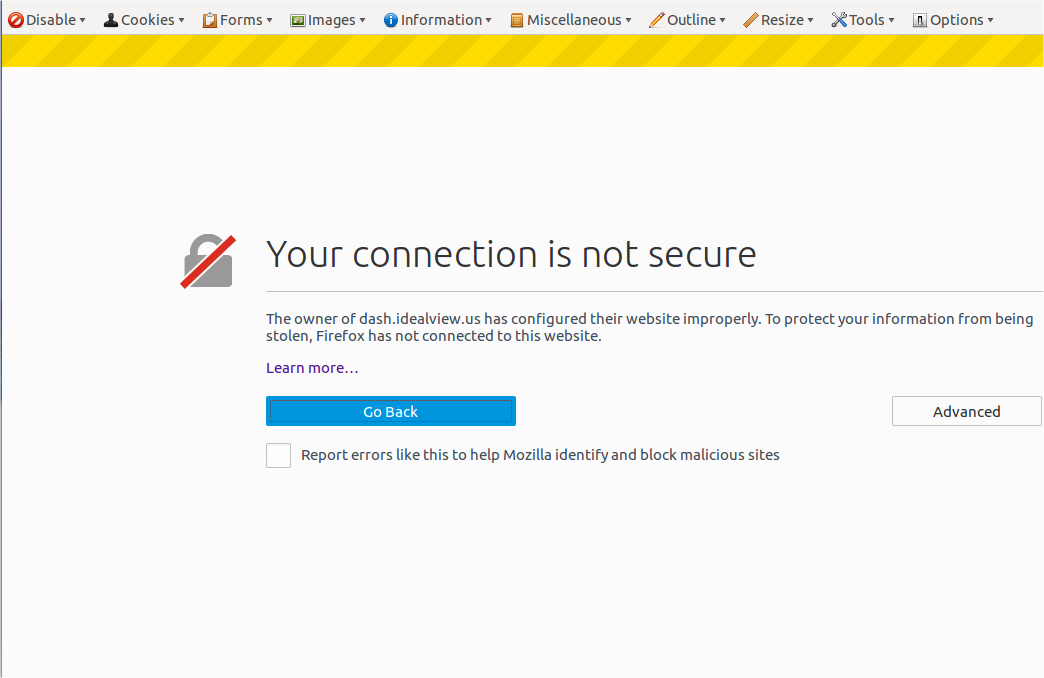 Disable Cookies Forms Images Information Miscellaneous Outline Resize Tools Options
Your connection is not secure
The owner of dash.idealview.us has configured their website improperly. To protect your information from being
stolen, Firefox has not connected to this website.
Learn more…
Go Back Advanced
Report errors like this to help Mozilla identify and block malicious sites